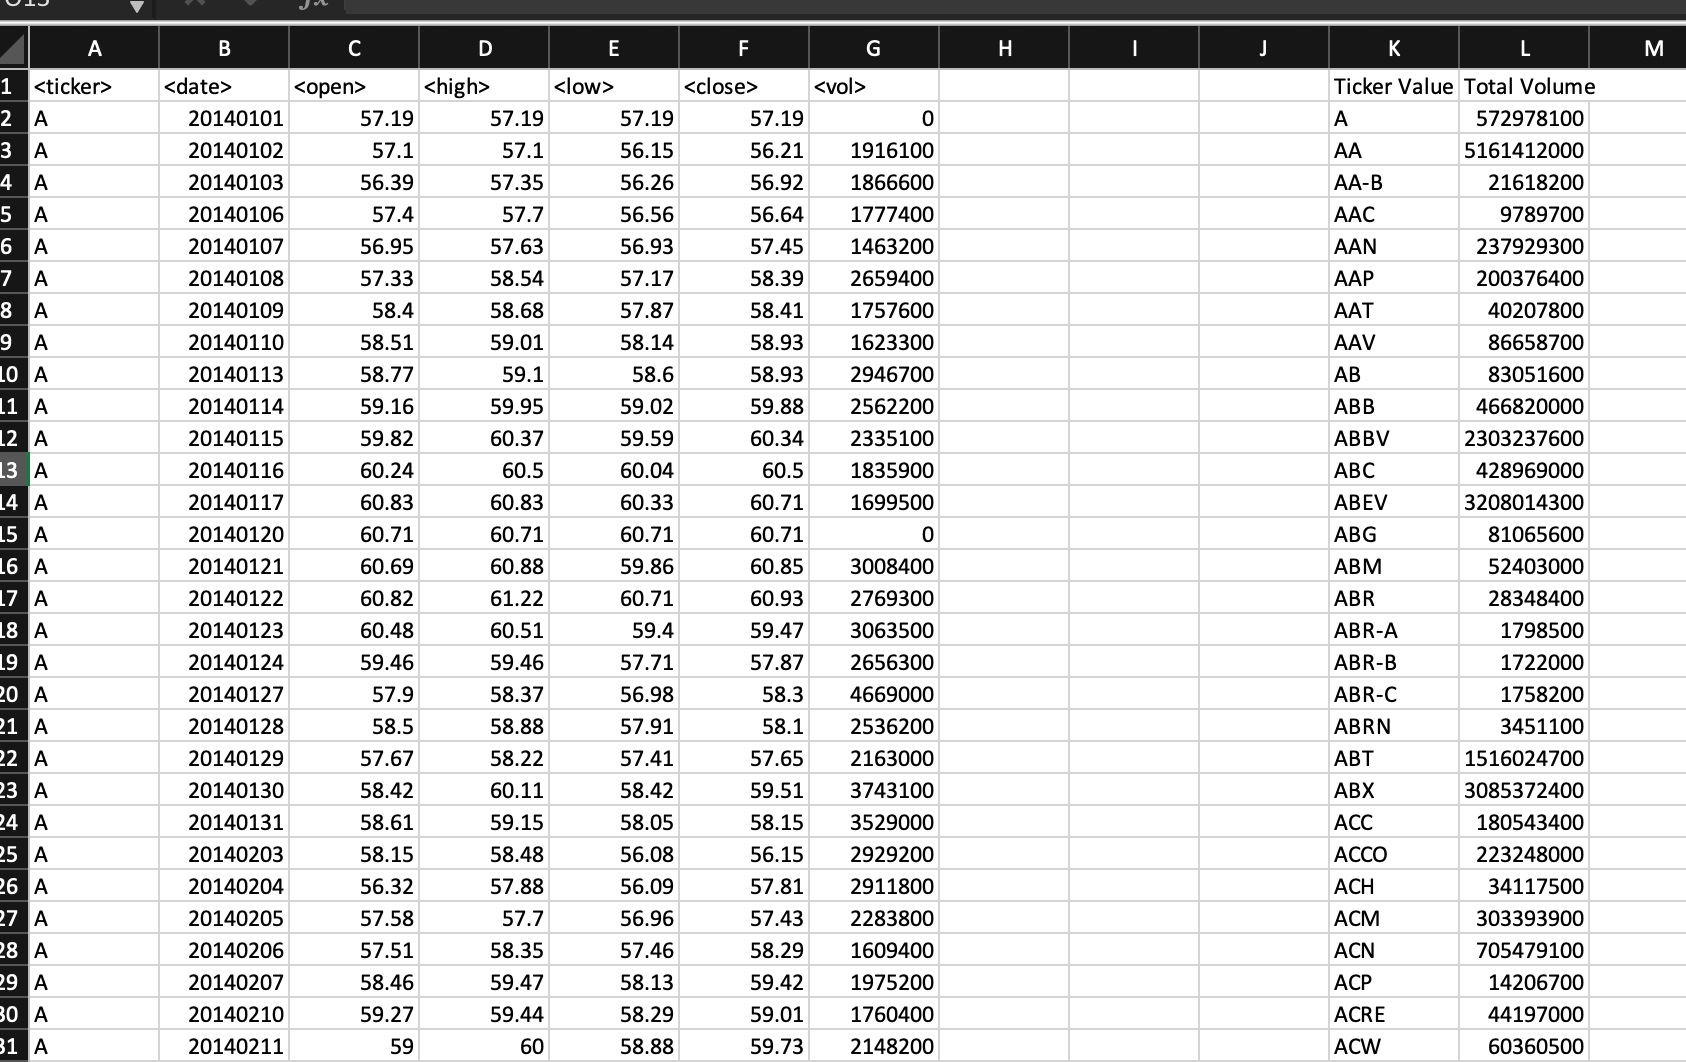 fx
A B C D E F G H I J K L M
1 <ticker> <date> <open> <high> <low> <close> <vol> Ticker Value Total Volume
2 A 20140101 57.19 57.19 57.19 57.19 0 A 572978100
3 A 20140102 57.1 57.1 56.15 56.21 1916100 AA 5161412000
4 A 20140103 56.39 57.35 56.26 56.92 1866600 AA-B 21618200
5 A 20140106 57.4 57.7 56.56 56.64 1777400 AAC 9789700
6 A 20140107 56.95 57.63 56.93 57.45 1463200 AAN 237929300
7 A 20140108 57.33 58.54 57.17 58.39 2659400 AAP 200376400
8 A 20140109 58.4 58.68 57.87 58.41 1757600 AAT 40207800
9 A 20140110 58.51 59.01 58.14 58.93 1623300 AAV 86658700
10 A 20140113 58.77 59.1 58.6 58.93 2946700 AB 83051600
11 A 20140114 59.16 59.95 59.02 59.88 2562200 ABB 466820000
12 A 20140115 59.82 60.37 59.59 60.34 2335100 ABBV 2303237600
13 A 20140116 60.24 60.5 60.04 60.5 1835900 ABC 428969000
14 A 20140117 60.83 60.83 60.33 60.71 1699500 ABEV 3208014300
15 A 20140120 60.71 60.71 60.71 60.71 0 ABG 81065600
16 A 20140121 60.69 60.88 59.86 60.85 3008400 ABM 52403000
17 A 20140122 60.82 61.22 60.71 60.93 2769300 ABR 28348400
18 A 20140123 60.48 60.51 59.4 59.47 3063500 ABR-A 1798500
19 A 20140124 59.46 59.46 57.71 57.87 2656300 ABR-B 1722000
20 A 20140127 57.9 58.37 56.98 58.3 4669000 ABR-C 1758200
21 A 20140128 58.5 58.88 57.91 58.1 2536200 ABRN 3451100
22 A 20140129 57.67 58.22 57.41 57.65 2163000 ABT 1516024700
23 A 20140130 58.42 60.11 58.42 59.51 3743100 ABX 3085372400
24 A 20140131 58.61 59.15 58.05 58.15 3529000 ACC 180543400
25 A 20140203 58.15 58.48 56.08 56.15 2929200 ACCO 223248000
26 A 20140204 56.32 57.88 56.09 57.81 2911800 ACH 34117500
27 A 20140205 57.58 57.7 56.96 57.43 2283800 ACM 303393900
28 A 20140206 57.51 58.35 57.46 58.29 1609400 ACN 705479100
29 A 20140207 58.46 59.47 58.13 59.42 1975200 ACP 14206700
30 A 20140210 59.27 59.44 58.29 59.01 1760400 ACRE 44197000
31 A 20140211 59 60 58.88 59.73 2148200 ACW 60360500